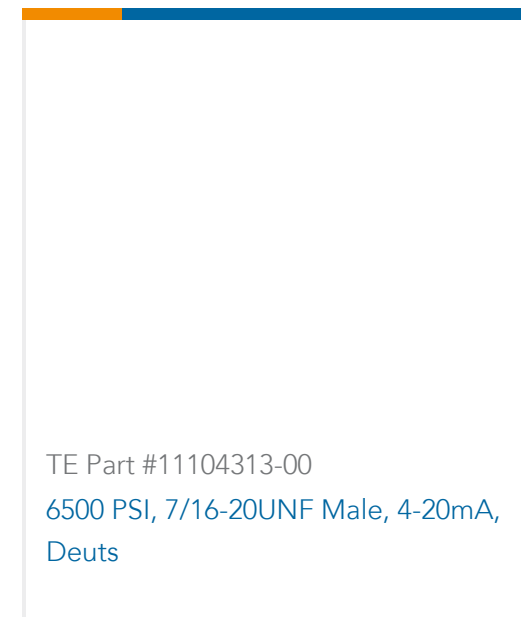 TE Part #11104313-00
6500 PSI, 7/16-20UNF Male, 4-20mA,
Deuts